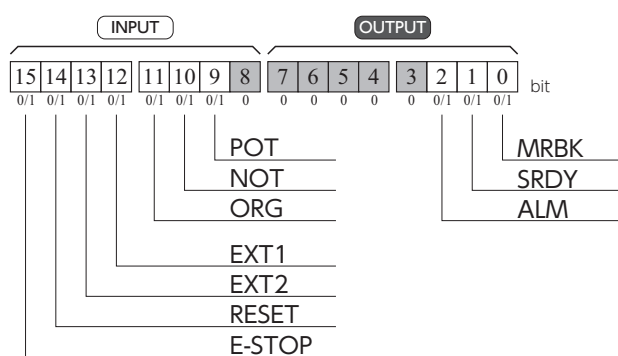 INPUT OUTPUT
15 14 13 12 11 10 9 8 7 6 5 4 3 2 1 0 bit
0/1 0/1 0/1 0/1 0/1 0/1 0/1 0 0 0 0 0 0 0/1 0/1 0/1
POT MRBK
NOT SRDY
ORG ALM
EXT1
EXT2
RESET
E-STOP